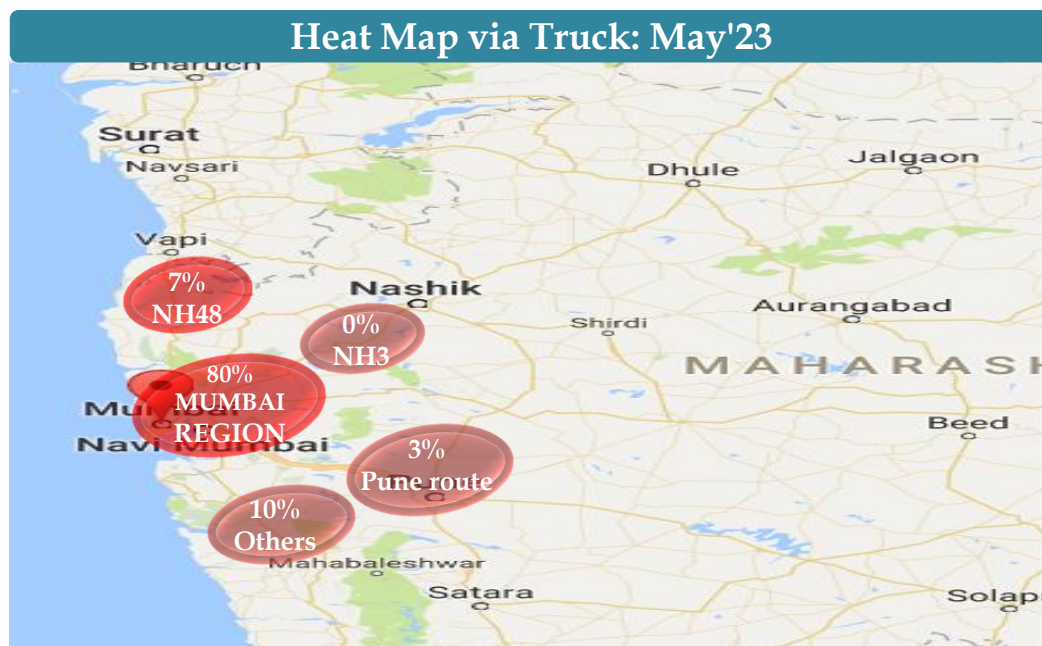 Heat Map via Truck: May'23
Bharuch
Surat
Navsari
Dhule
Jalgaon
Vapi
7%
NH48
Nashik
0%
NH3
Shirdi
Aurangabad
MAHARASH
80%
MUMBAI
REGION
Mumbai
Navi Mumbai
Beed
3%
Pune route
10%
Others
Mahabaleshwar
Satara
Solapu